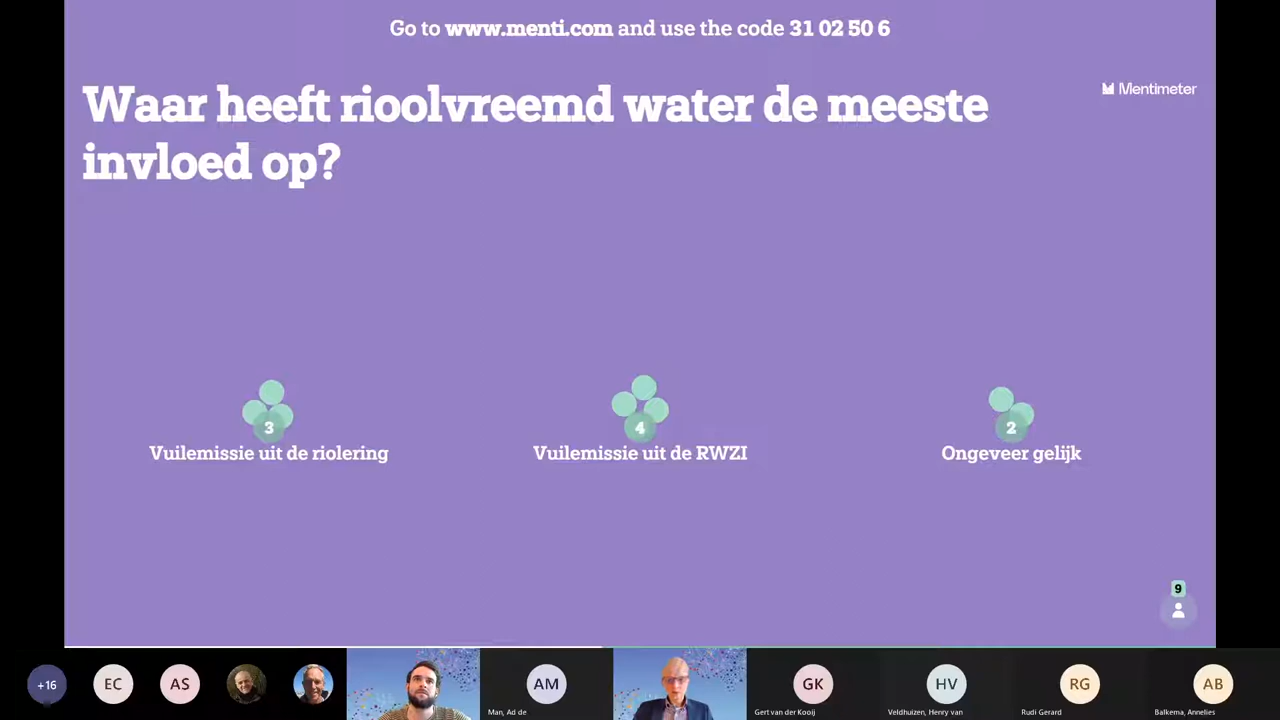 Go to www.menti.com and use the code 31 02 50 6
Waar heeft rioolvreemd water de meeste
invloed op?
Mentimeter
3
4
2
Vuilemissie uit de riolering
Vuilemissie uit de RWZI
Ongeveer gelijk
9
+16
EC
AS
AM
GK
HV
RG
AB
Man, Ad de
Gert van der Kooij
Veldhuizen, Henry van
Rudi Gerard
Balkema, Annelies